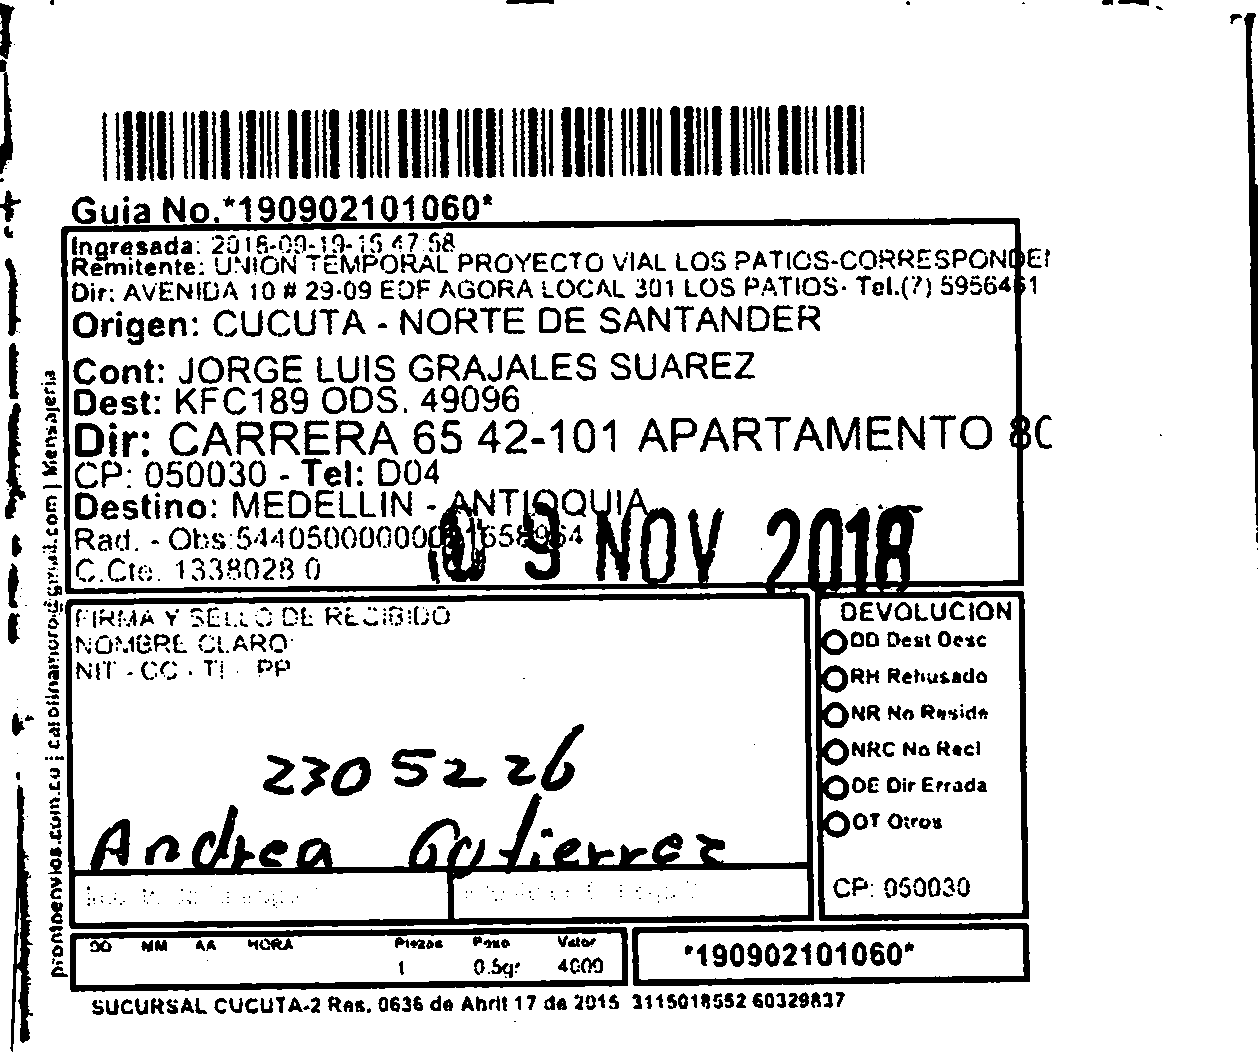 Guia No.*190902101060*
Ingresada: 2018-09-19-15 47:58
Remitente: UNION TEMPORAL PROYECTO VIAL LOS PATIOS-CORRESPONDEN
Dir: AVENIDA 10 # 29-09 EDF AGORA LOCAL 301 LOS PATIOS- Tel.(7) 5956461
Origen: CUCUTA - NORTE DE SANTANDER
Cont: JORGE LUIS GRAJALES SUAREZ
Dest: KFC189 ODS. 49096
Dir: CARRERA 65 42-101 APARTAMENTO 80
CP: 050030 - Tel: D04
Destino: MEDELLIN - ANTIOQUIA
Rad. - Obs:
C.Cte. 1338028 0
NOV 2018
FIRMA Y SELLO DE RECIBIDO
NOMBRE CLARO
NIT - CC - TI - PP
2305226
Andrea Gutierrez
DEVOLUCION
DD Dest Desc
RH Rehusado
NR No Reside
NRC No Recl
DE Dir Errada
OT Otros
CP: 050030
DD MM AA HORA Piezas Peso Valor
1 0.5gr 4000
*190902101060*
SUCURSAL CUCUTA-2 Res. 0636 de Abril 17 de 2015 3115018552 60329837